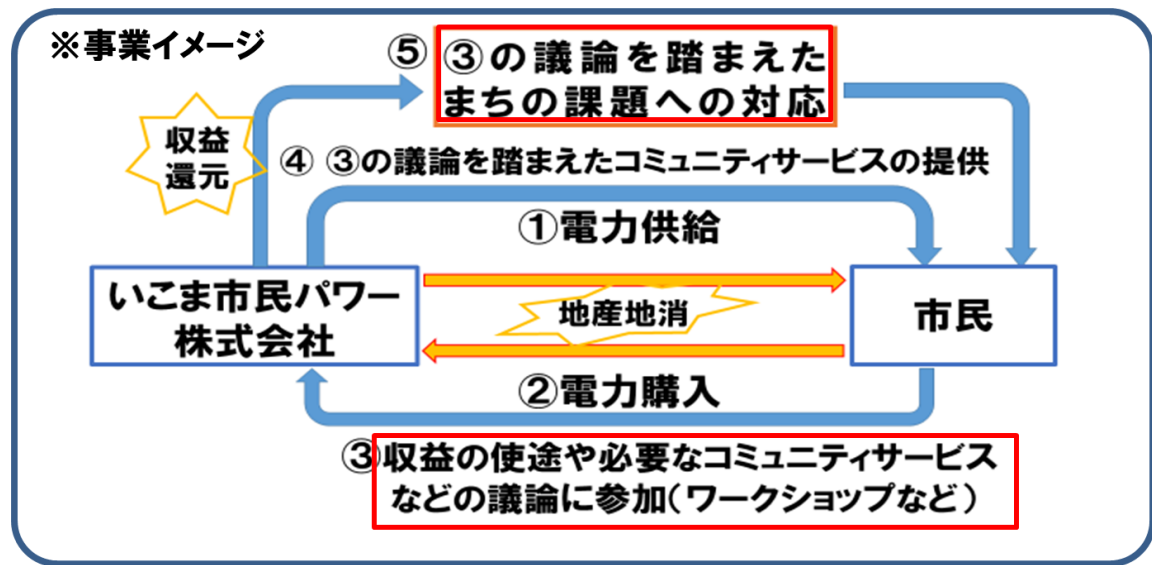 ※事業イメージ
⑤ ③の議論を踏まえた
まちの課題への対応
収益
還元
④ ③の議論を踏まえたコミュニティサービスの提供
①電力供給
いこま市民パワー
株式会社
地産地消
市民
②電力購入
③収益の使途や必要なコミュニティサービス
などの議論に参加(ワークショップなど)